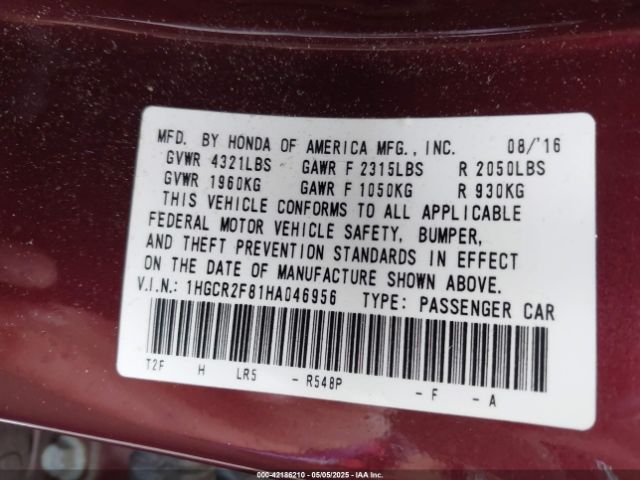 MFD. BY HONDA OF AMERICA MFG., INC. 08/'16
GVWR 4321LBS GAWR F 2315LBS R 2050LBS
GVWR 1960KG GAWR F 1050KG R 930KG
THIS VEHICLE CONFORMS TO ALL APPLICABLE
FEDERAL MOTOR VEHICLE SAFETY, BUMPER,
AND THEFT PREVENTION STANDARDS IN EFFECT
ON THE DATE OF MANUFACTURE SHOWN ABOVE.
V.I.N.: 1HGCR2F81HA046956 TYPE: PASSENGER CAR
T2F H LR5 - R548P - F - A
000-42186210 - 05/05/2025 - IAA Inc.